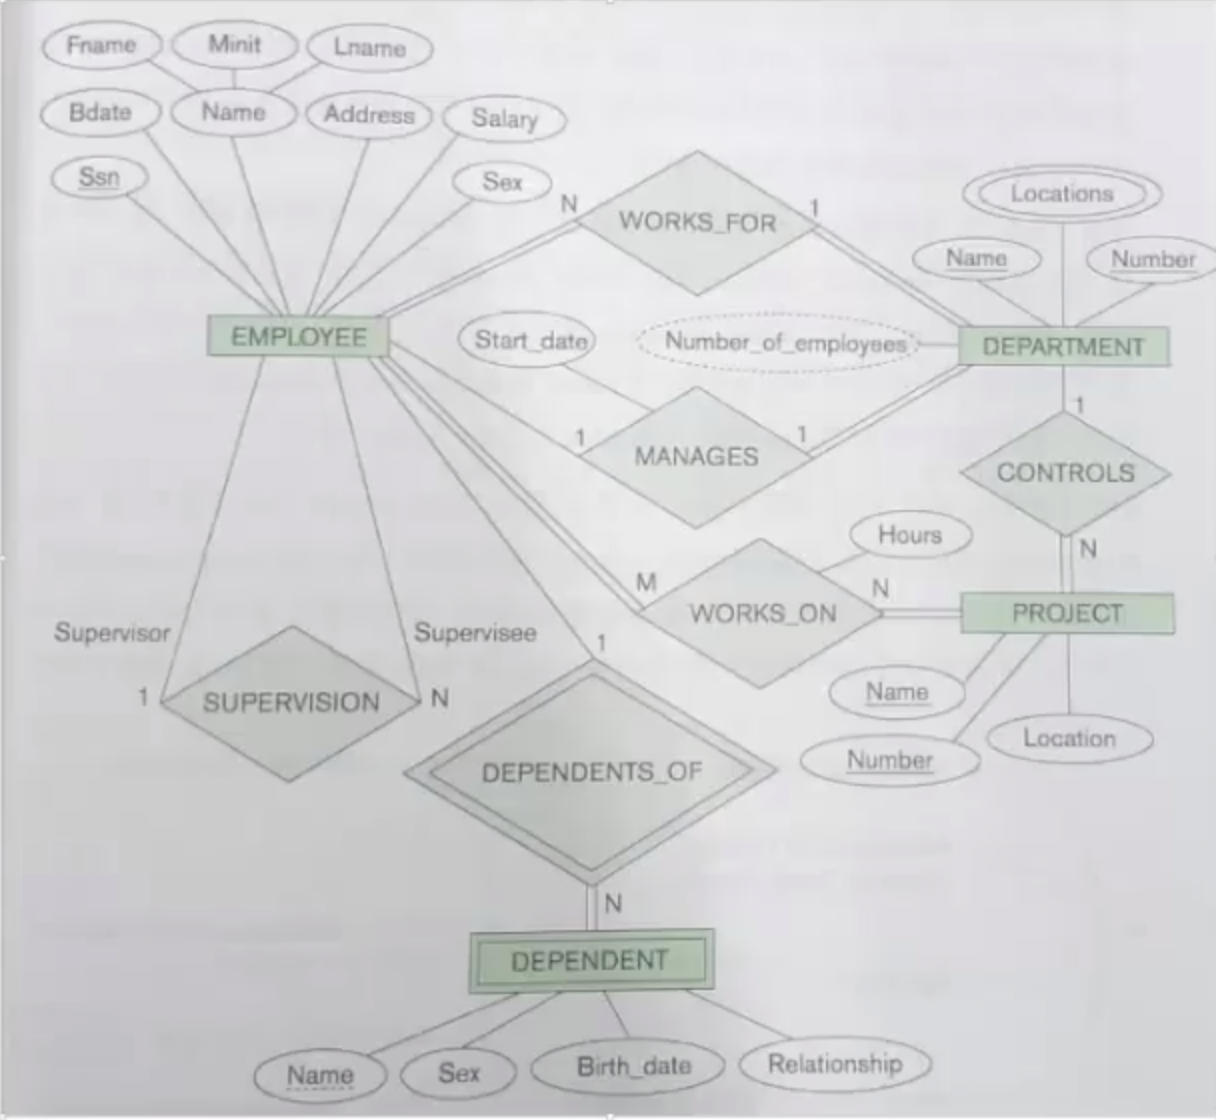 Fname
Minit
Lname
Bdate
Name
Address
Salary
Ssn
Sex
N
WORKS_FOR
1
Locations
Name
Number
EMPLOYEE
Start_date
Number_of_employees
DEPARTMENT
1
MANAGES
1
1
CONTROLS
N
Hours
M
WORKS_ON
N
PROJECT
Supervisor
Supervisee
1
SUPERVISION
N
1
Name
Number
Location
DEPENDENTS_OF
N
DEPENDENT
Name
Sex
Birth_date
Relationship